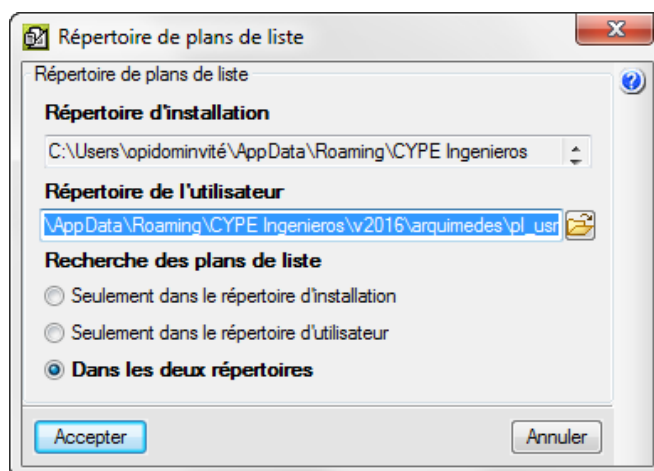 Répertoire de plans de liste
Répertoire de plans de liste
Répertoire d'installation
C:\Users\opidominvité\AppData\Roaming\CYPE Ingenieros
Répertoire de l'utilisateur
\AppData\Roaming\CYPE Ingenieros\v2016\arquimedes\pl_usr
Recherche des plans de liste
Seulement dans le répertoire d'installation
Seulement dans le répertoire d'utilisateur
Dans les deux répertoires
Accepter
Annuler